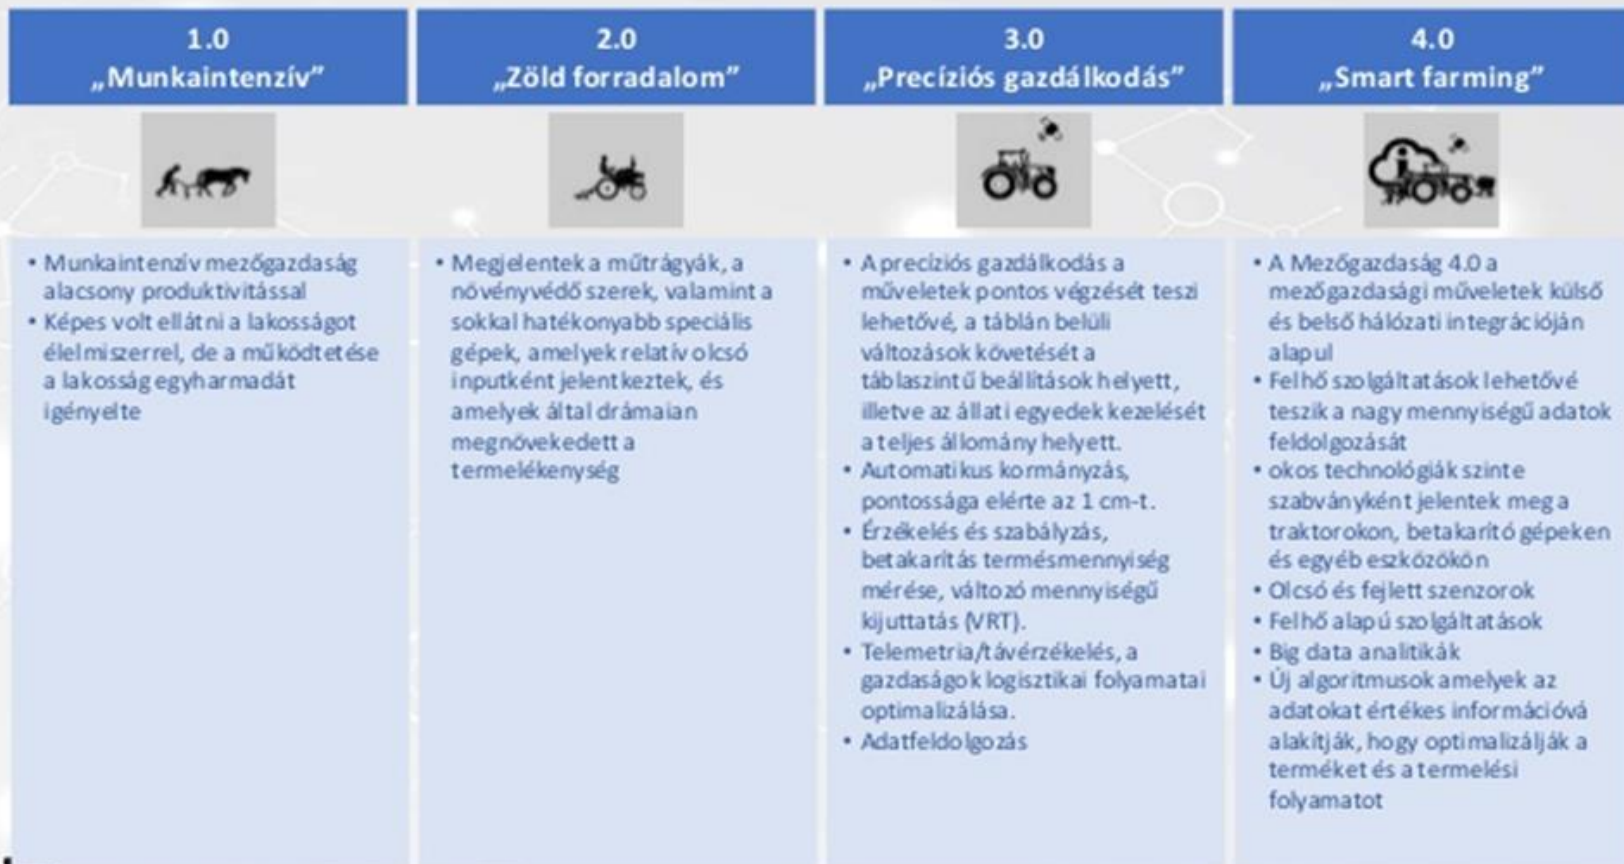 1.0
„Munkaintenzív”
2.0
„Zöld forradalom”
3.0
„Precíziós gazdálkodás”
4.0
„Smart farming”
• Munkaintenzív mezőgazdaság
alacsony produktivitással
• Képes volt ellátni a lakosságot
élelmiszerrel, de a működtetése
a lakosság egyharmadát
igényelte
• Megjelentek a műtrágyák, a
növényvédő szerek, valamint a
sokkal hatékonyabb speciális
gépek, amelyek relatív olcsó
inputként jelentkeztek, és
amelyek által drámaian
megnövekedett a
termelékenység
• A precíziós gazdálkodás a
műveletek pontos végzését teszi
lehetővé, a táblán belüli
változások követését a
táblaszintű beállítások helyett,
illetve az állati egyedek kezelését
a teljes állomány helyett.
• Automatikus kormányzás,
pontossága elérte az 1 cm-t.
• Érzékelés és szabályzás,
betakarítás termésmennyiség
mérése, változó mennyiségű
kijuttatás (VRT).
• Telemetria/távérzékelés, a
gazdaságok logisztikai folyamatai
optimalizálása.
• Adatfeldolgozás
• A Mezőgazdaság 4.0 a
mezőgazdasági műveletek külső
és belső hálózati integrációján
alapul
• Felhő szolgáltatások lehetővé
teszik a nagy mennyiségű adatok
feldolgozását
• okos technológiák szinte
szabványként jelentek meg a
traktorokon, betakarító gépeken
és egyéb eszközökön
• Olcsó és fejlett szenzorok
• Felhő alapú szolgáltatások
• Big data analitikák
• Új algoritmusok amelyek az
adatokat értékes információvá
alakítják, hogy optimalizálják a
terméket és a termelési
folyamatot